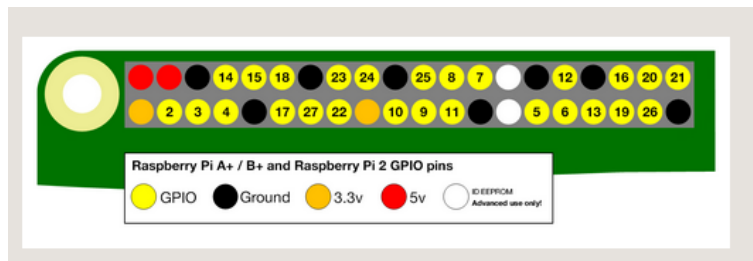 14 15 18 23 24 25 8 7 12 16 20 21
2 3 4 17 27 22 10 9 11 5 6 13 19 26
Raspberry Pi A+ / B+ and Raspberry Pi 2 GPIO pins
GPIO Ground 3.3v 5v ID EEPROM
Advanced use only!